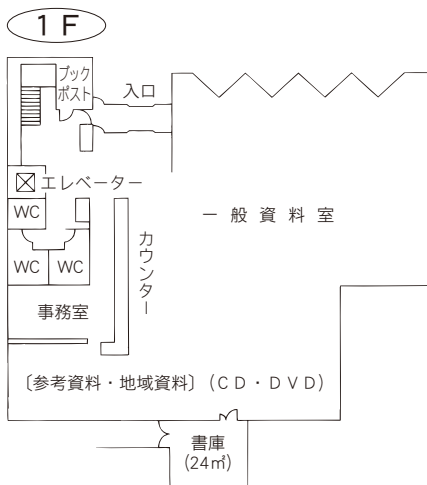 1F
ブック
ポスト
入口
エレベーター
WC
一般資料室
カウンター
WC
WC
事務室
〔参考資料・地域資料〕(CD・DVD)
書庫
(24㎡)